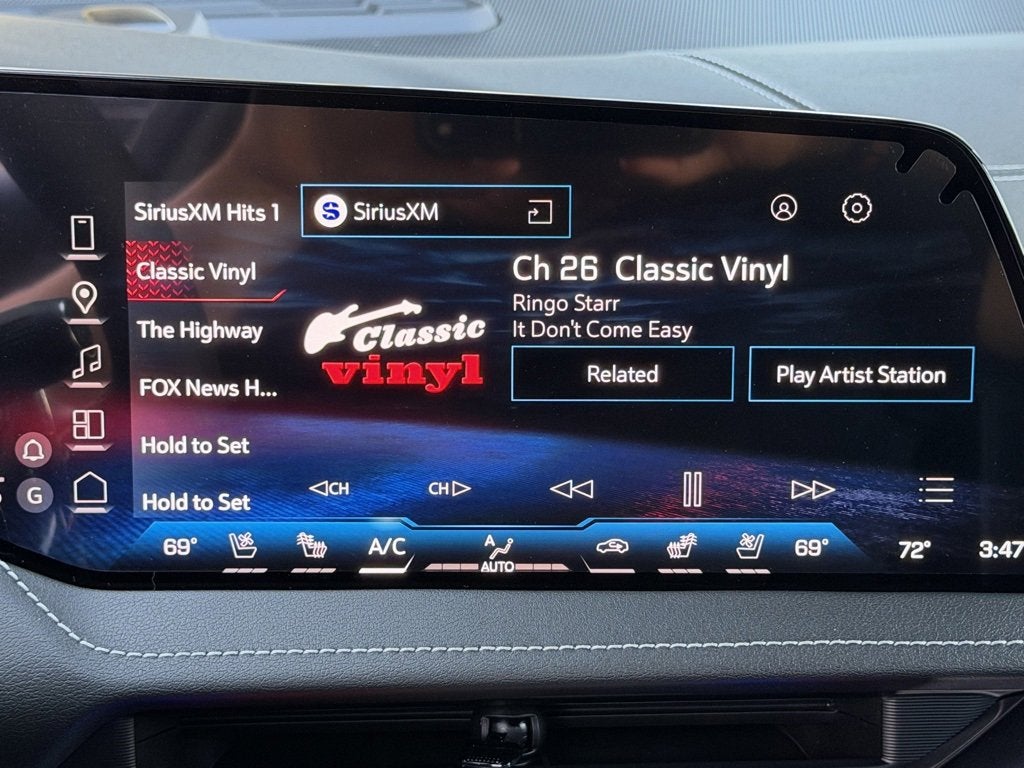 SiriusXM Hits 1
SiriusXM
Classic Vinyl
Ch 26 Classic Vinyl
Ringo Starr
It Don't Come Easy
The Highway
Classic
vinyl
Related
Play Artist Station
FOX News H...
Hold to Set
G
Hold to Set
CH
CH
69°
A/C
A
AUTO
69°
72°
3:47